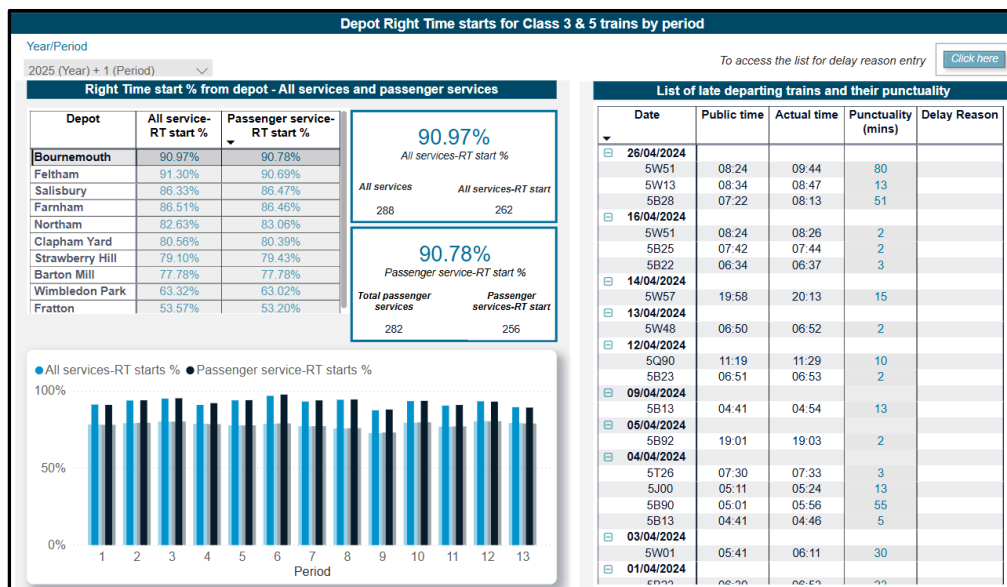 Depot Right Time starts for Class 3 & 5 trains by period
Year/Period
2025 (Year) + 1 (Period)
To access the list for delay reason entry
Click here
Right Time start % from depot - All services and passenger services
Depot All service-RT start % Passenger service-RT start %
Bournemouth 90.97% 90.78%
Feltham 91.30% 90.69%
Salisbury 86.33% 86.47%
Farnham 86.51% 86.46%
Northam 82.63% 83.06%
Clapham Yard 80.56% 80.39%
Strawberry Hill 79.10% 79.43%
Barton Mill 77.78% 77.78%
Wimbledon Park 63.32% 63.02%
Fratton 53.57% 53.20%
90.97%
All services-RT start %
All services All services-RT start
288 262
90.78%
Passenger service-RT start %
Total passenger services Passenger services-RT start
282 256
All services-RT starts % Passenger service-RT starts %
100%
50%
0%
1 2 3 4 5 6 7 8 9 10 11 12 13
Period
List of late departing trains and their punctuality
Date Public time Actual time Punctuality (mins) Delay Reason
26/04/2024
5W51 08:24 09:44 80
5W13 08:34 08:47 13
5B28 07:22 08:13 51
16/04/2024
5W51 08:24 08:26 2
5B25 07:42 07:44 2
5B22 06:34 06:37 3
14/04/2024
5W57 19:58 20:13 15
13/04/2024
5W48 06:50 06:52 2
12/04/2024
5Q90 11:19 11:29 10
5B23 06:51 06:53 2
09/04/2024
5B13 04:41 04:54 13
05/04/2024
5B92 19:01 19:03 2
04/04/2024
5T26 07:30 07:33 3
5J00 05:11 05:24 13
5B90 05:01 05:56 55
5B13 04:41 04:46 5
03/04/2024
5W01 05:41 06:11 30
01/04/2024